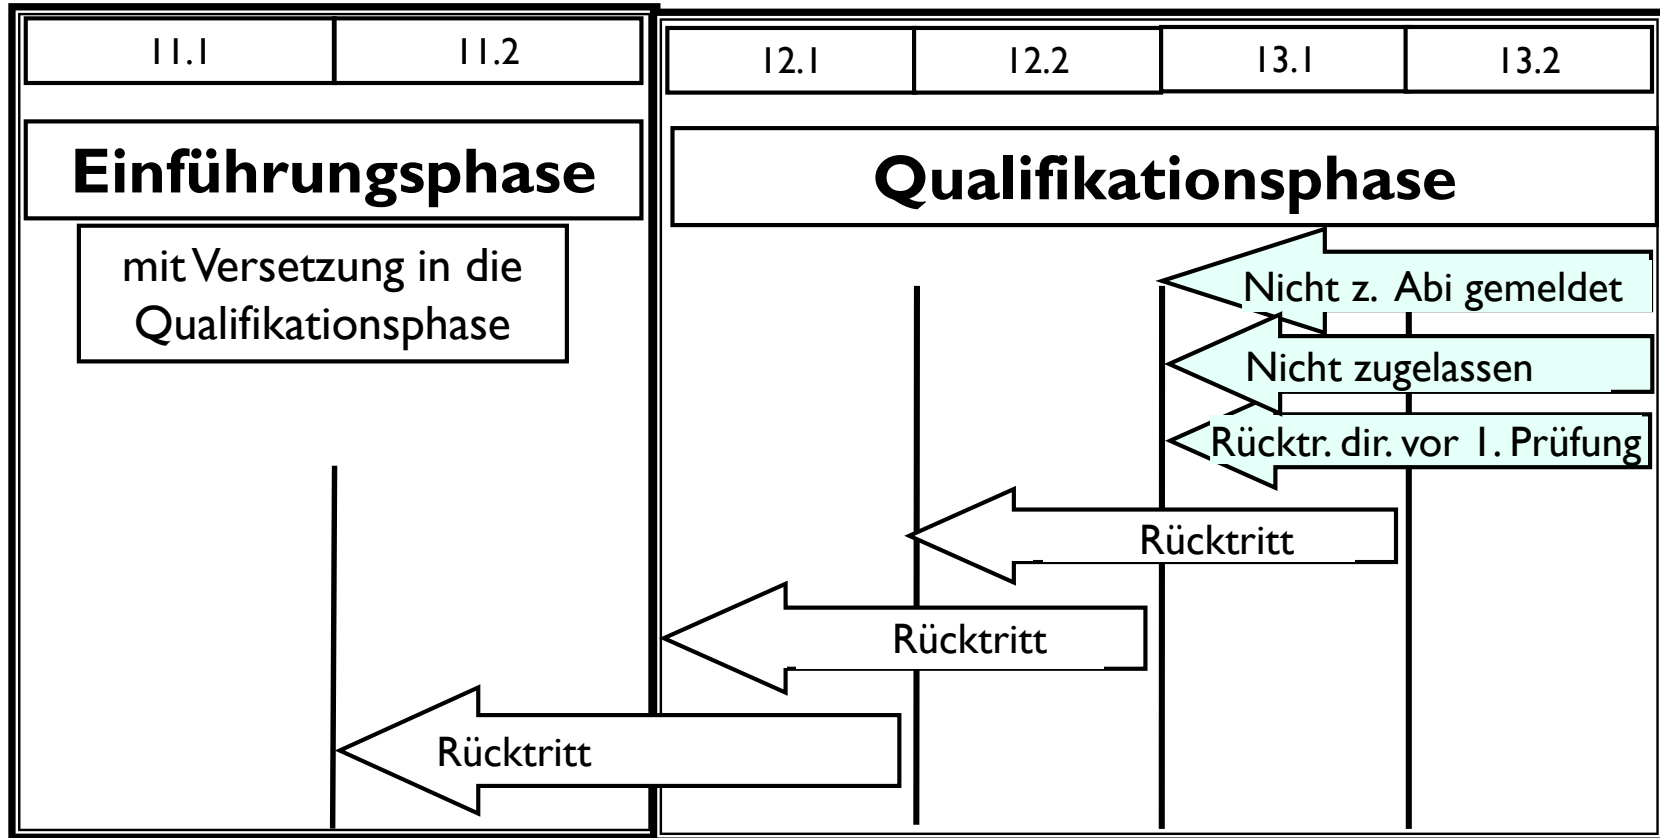 11.1
11.2
12.1
12.2
13.1
13.2
Einführungsphase
Qualifikationsphase
mit Versetzung in die
Qualifikationsphase
Nicht z. Abi gemeldet
Nicht zugelassen
Rücktr. dir. vor 1. Prüfung
Rücktritt
Rücktritt
Rücktritt